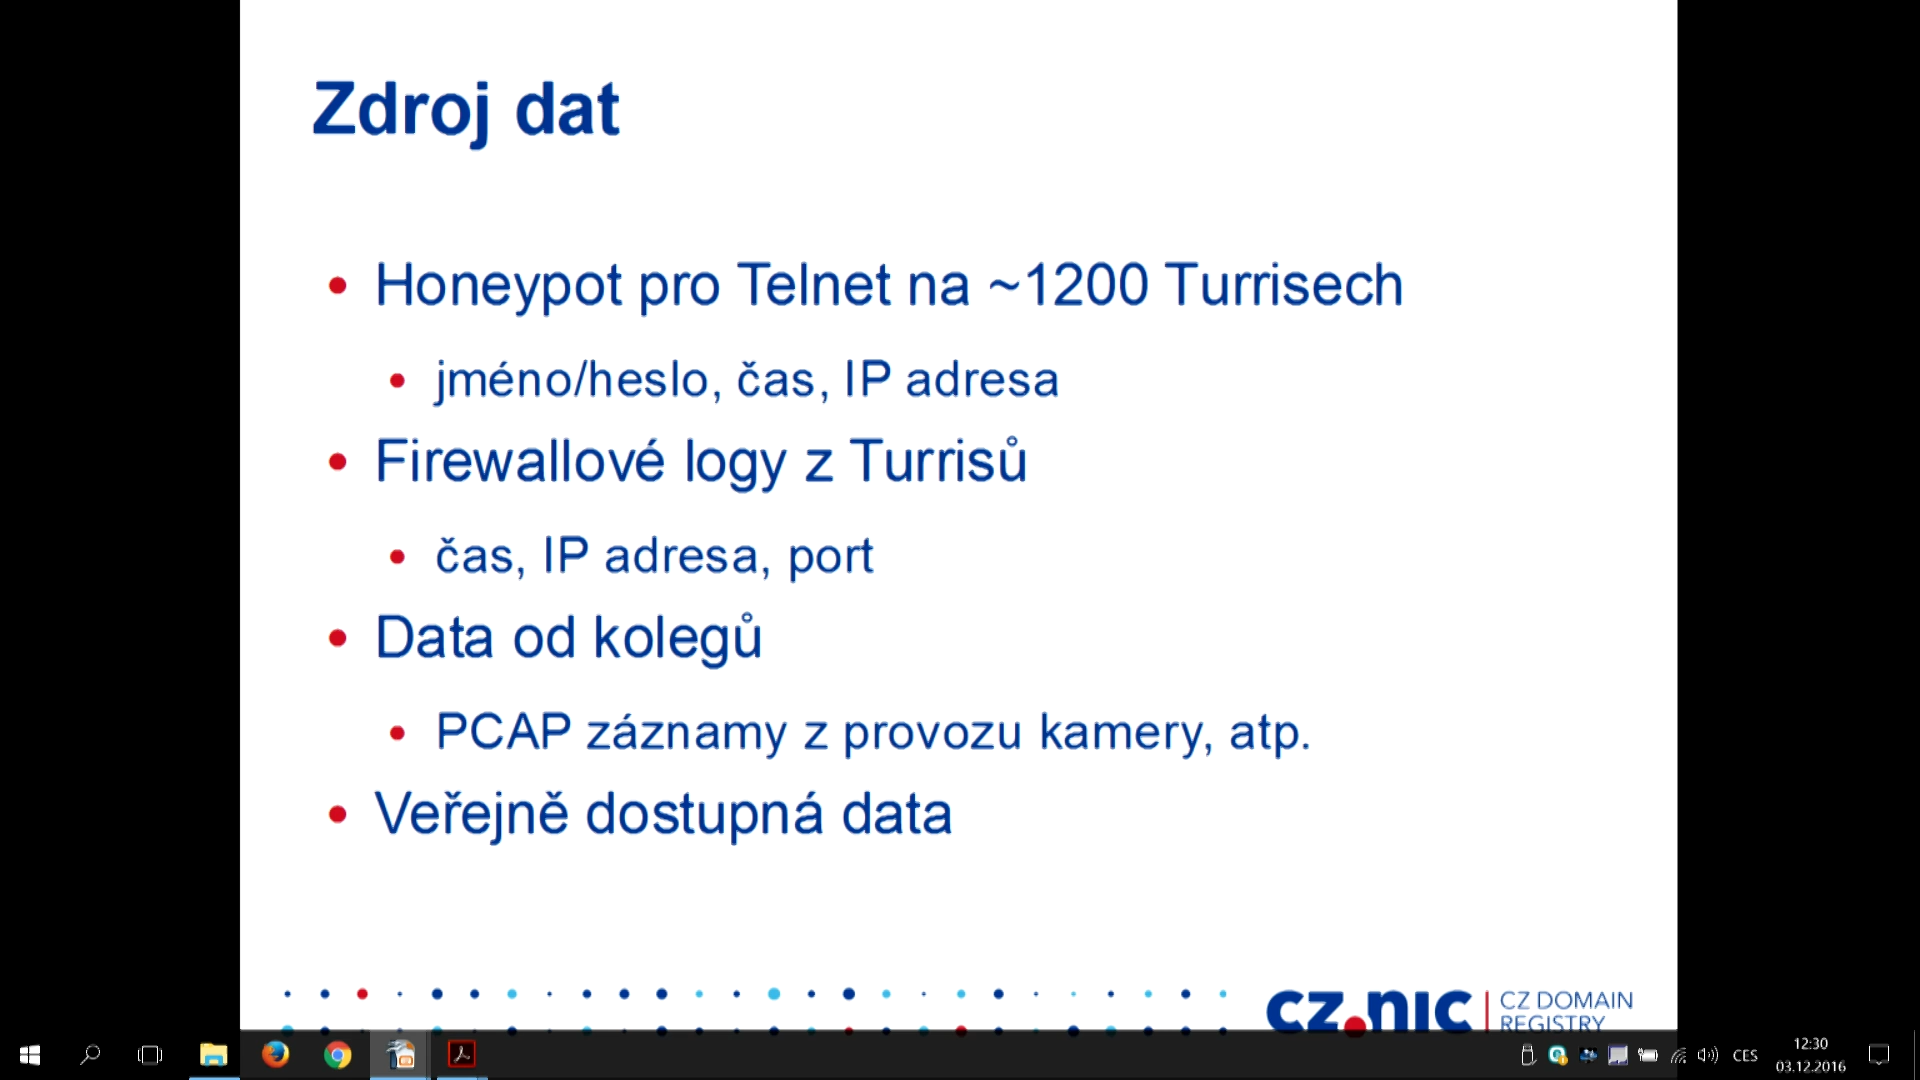 Zdroj dat
Honeypot pro Telnet na ~1200 Turrisech
jméno/heslo, čas, IP adresa
Firewallové logy z Turrisů
čas, IP adresa, port
Data od kolegů
PCAP záznamy z provozu kamery, atp.
Veřejně dostupná data
CZ.NIC
CZ DOMAIN
REGISTRY
CES
12:30
03.12.2016